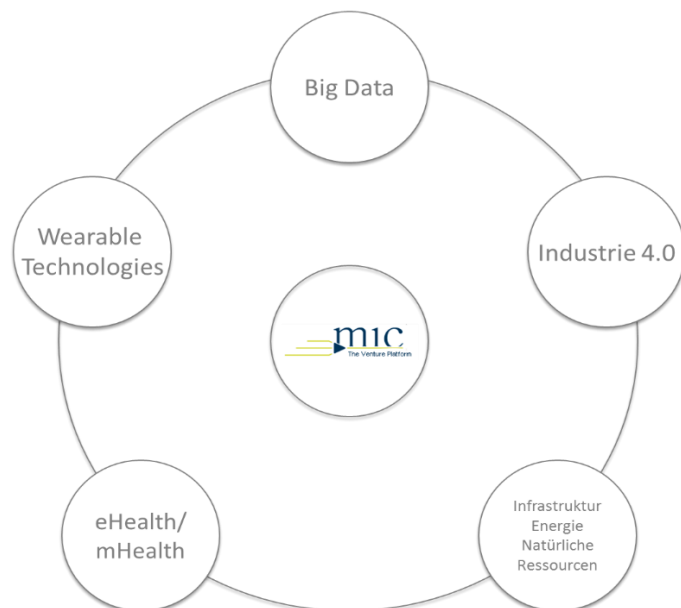 Big Data
Wearable
Technologies
Industrie 4.0
mic
The Venture Platform
eHealth/
mHealth
Infrastruktur
Energie
Natürliche
Ressourcen